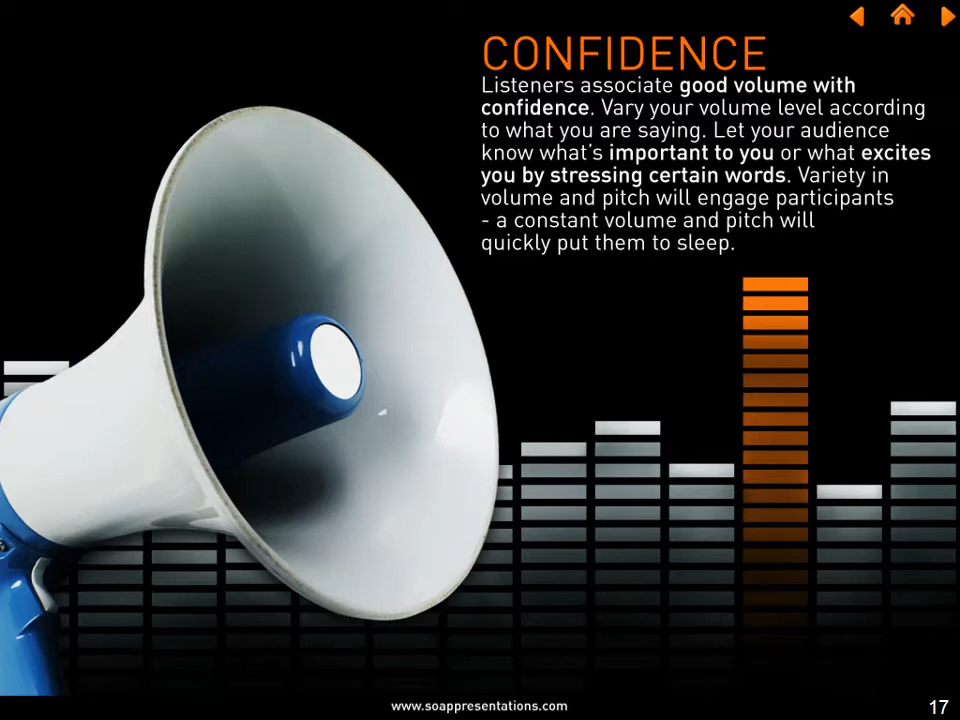 CONFIDENCE
Listeners associate good volume with
confidence. Vary your volume level according
to what you are saying. Let your audience
know what's important to you or what excites
you by stressing certain words. Variety in
volume and pitch will engage participants
- a constant volume and pitch will
quickly put them to sleep.
www.soappresentations.com
17